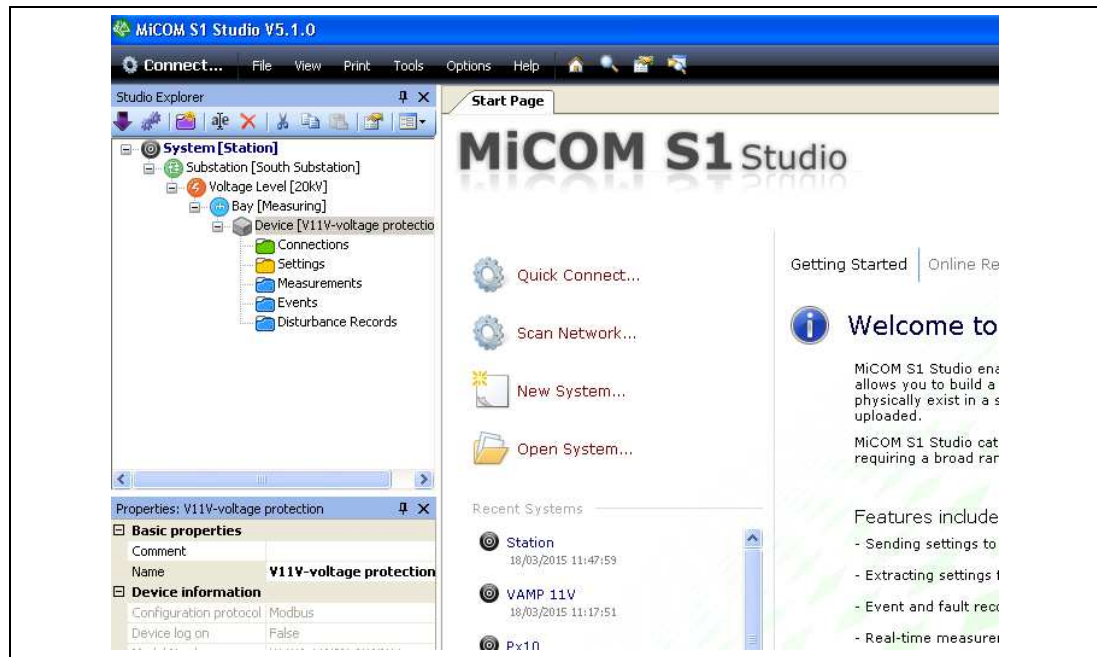 MiCOM S1 Studio V5.1.0
Connect... File View Print Tools Options Help
Studio Explorer
System [Station]
Substation [South Substation]
Voltage Level [20kV]
Bay [Measuring]
Device [V11V-voltage protectio
Connections
Settings
Measurements
Events
Disturbance Records
Properties: V11V-voltage protection
Basic properties
Comment
Name V11V-voltage protection
Device information
Configuration protocol Modbus
Device log on False
Start Page
MiCOM S1 Studio
Quick Connect...
Scan Network...
New System...
Open System...
Recent Systems
Station
18/03/2015 11:47:59
VAMP 11V
18/03/2015 11:17:51
Px10
Getting Started Online Re
Welcome to
MiCOM S1 Studio ena
allows you to build a
physically exist in a s
uploaded.
MiCOM S1 Studio cat
requiring a broad ran
Features include
- Sending settings to
- Extracting settings f
- Event and fault reco
- Real-time measurer